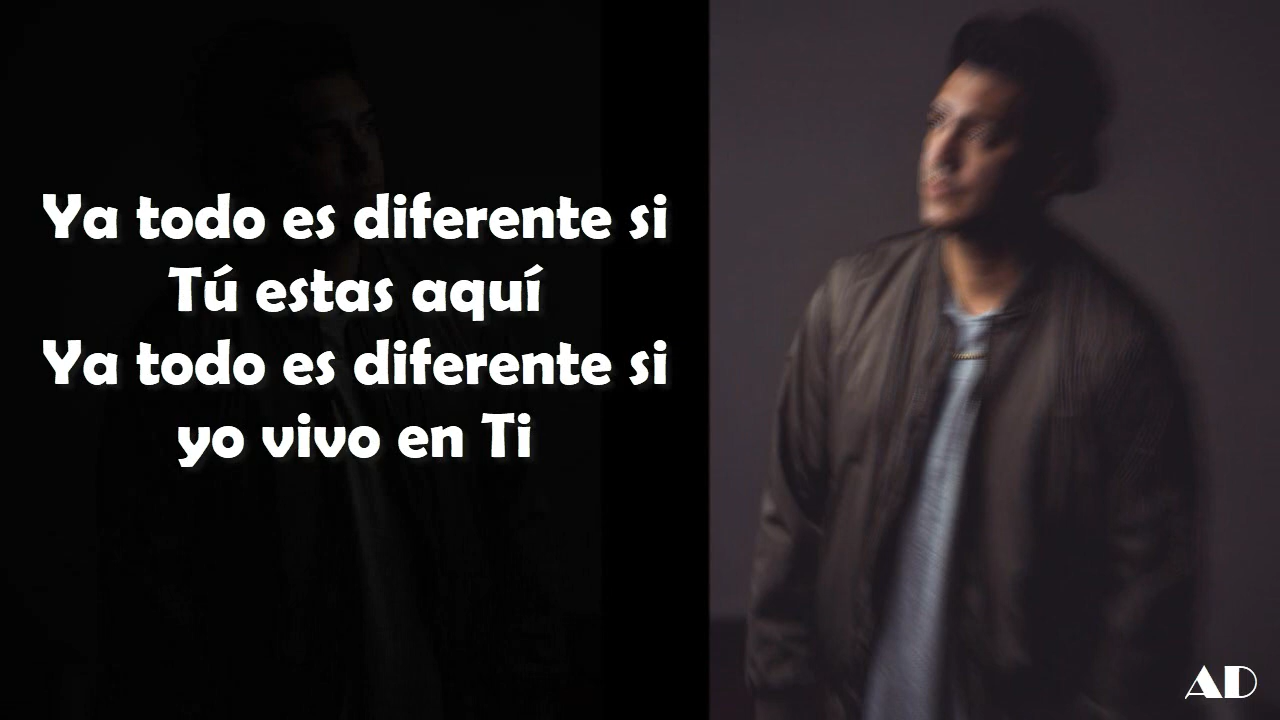 Ya todo es diferente si
Tú estas aquí
Ya todo es diferente si
yo vivo en Ti
AD